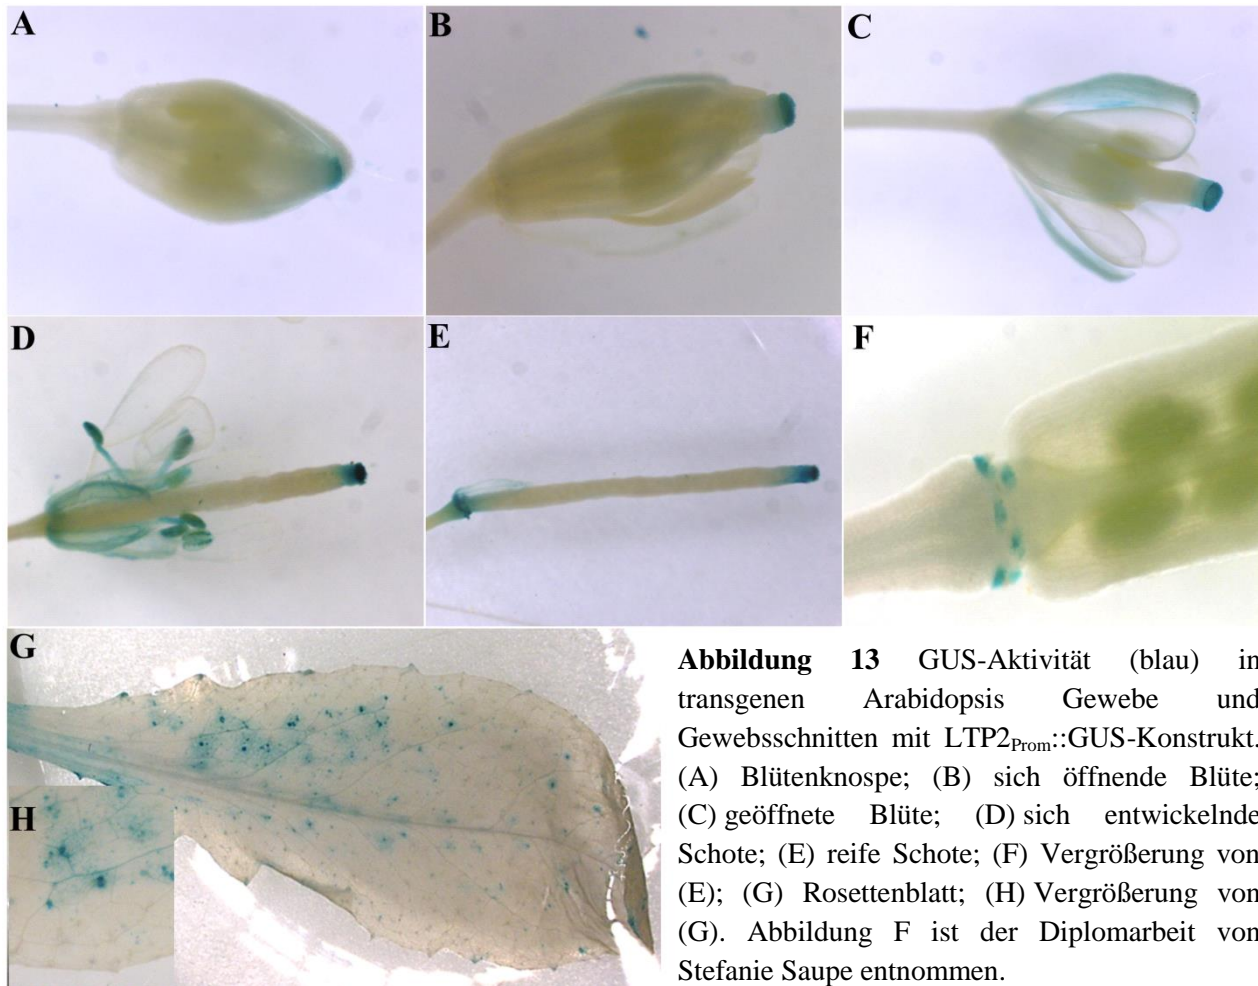 A
B
C
D
E
F
G
H
Abbildung 13 GUS-Aktivität (blau) in
transgenen Arabidopsis Gewebe und
Gewebsschnitten mit LTP2Prom::GUS-Konstrukt.
(A) Blütenknospe; (B) sich öffnende Blüte;
(C) geöffnete Blüte; (D) sich entwickelnde
Schote; (E) reife Schote; (F) Vergrößerung von
(E); (G) Rosettenblatt; (H) Vergrößerung von
(G). Abbildung F ist der Diplomarbeit von
Stefanie Saupe entnommen.